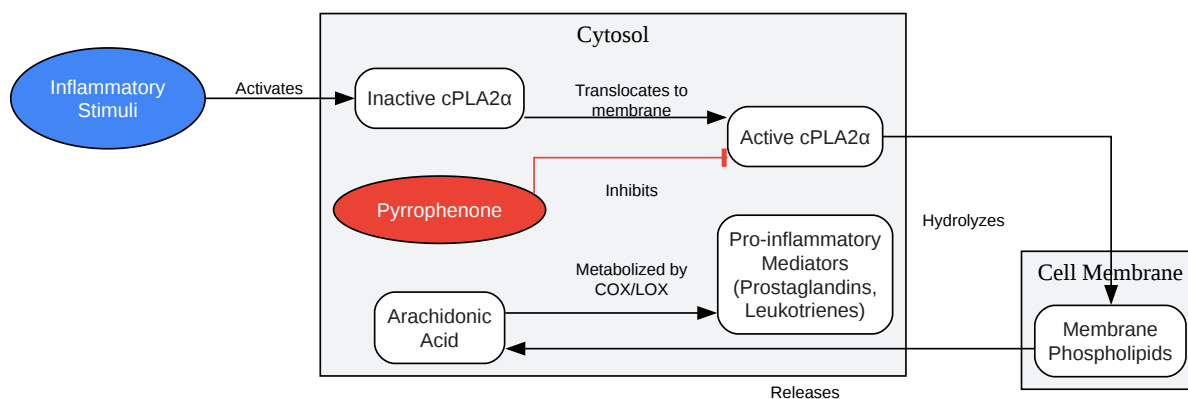 Cytosol
Inflammatory
Stimuli
Activates
Inactive cPLA2α
Translocates to
membrane
Active cPLA2α
Pyrrophenone
Inhibits
Hydrolyzes
Pro-inflammatory
Mediators
(Prostaglandins,
Leukotrienes)
Metabolized by
COX/LOX
Arachidonic
Acid
Cell Membrane
Membrane
Phospholipids
Releases